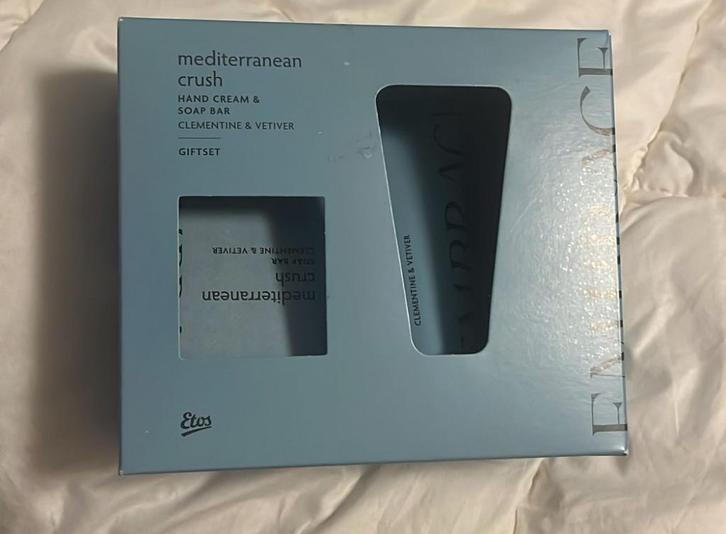 mediterranean
crush
HAND CREAM &
SOAP BAR
CLEMENTINE & VETIVER
GIFTSET
mediterranean
crush
SOAP BAR
CLEMENTINE & VETIVER
CLEMENTINE & VETIVER
EMBRACE
EMBRACE
Etos